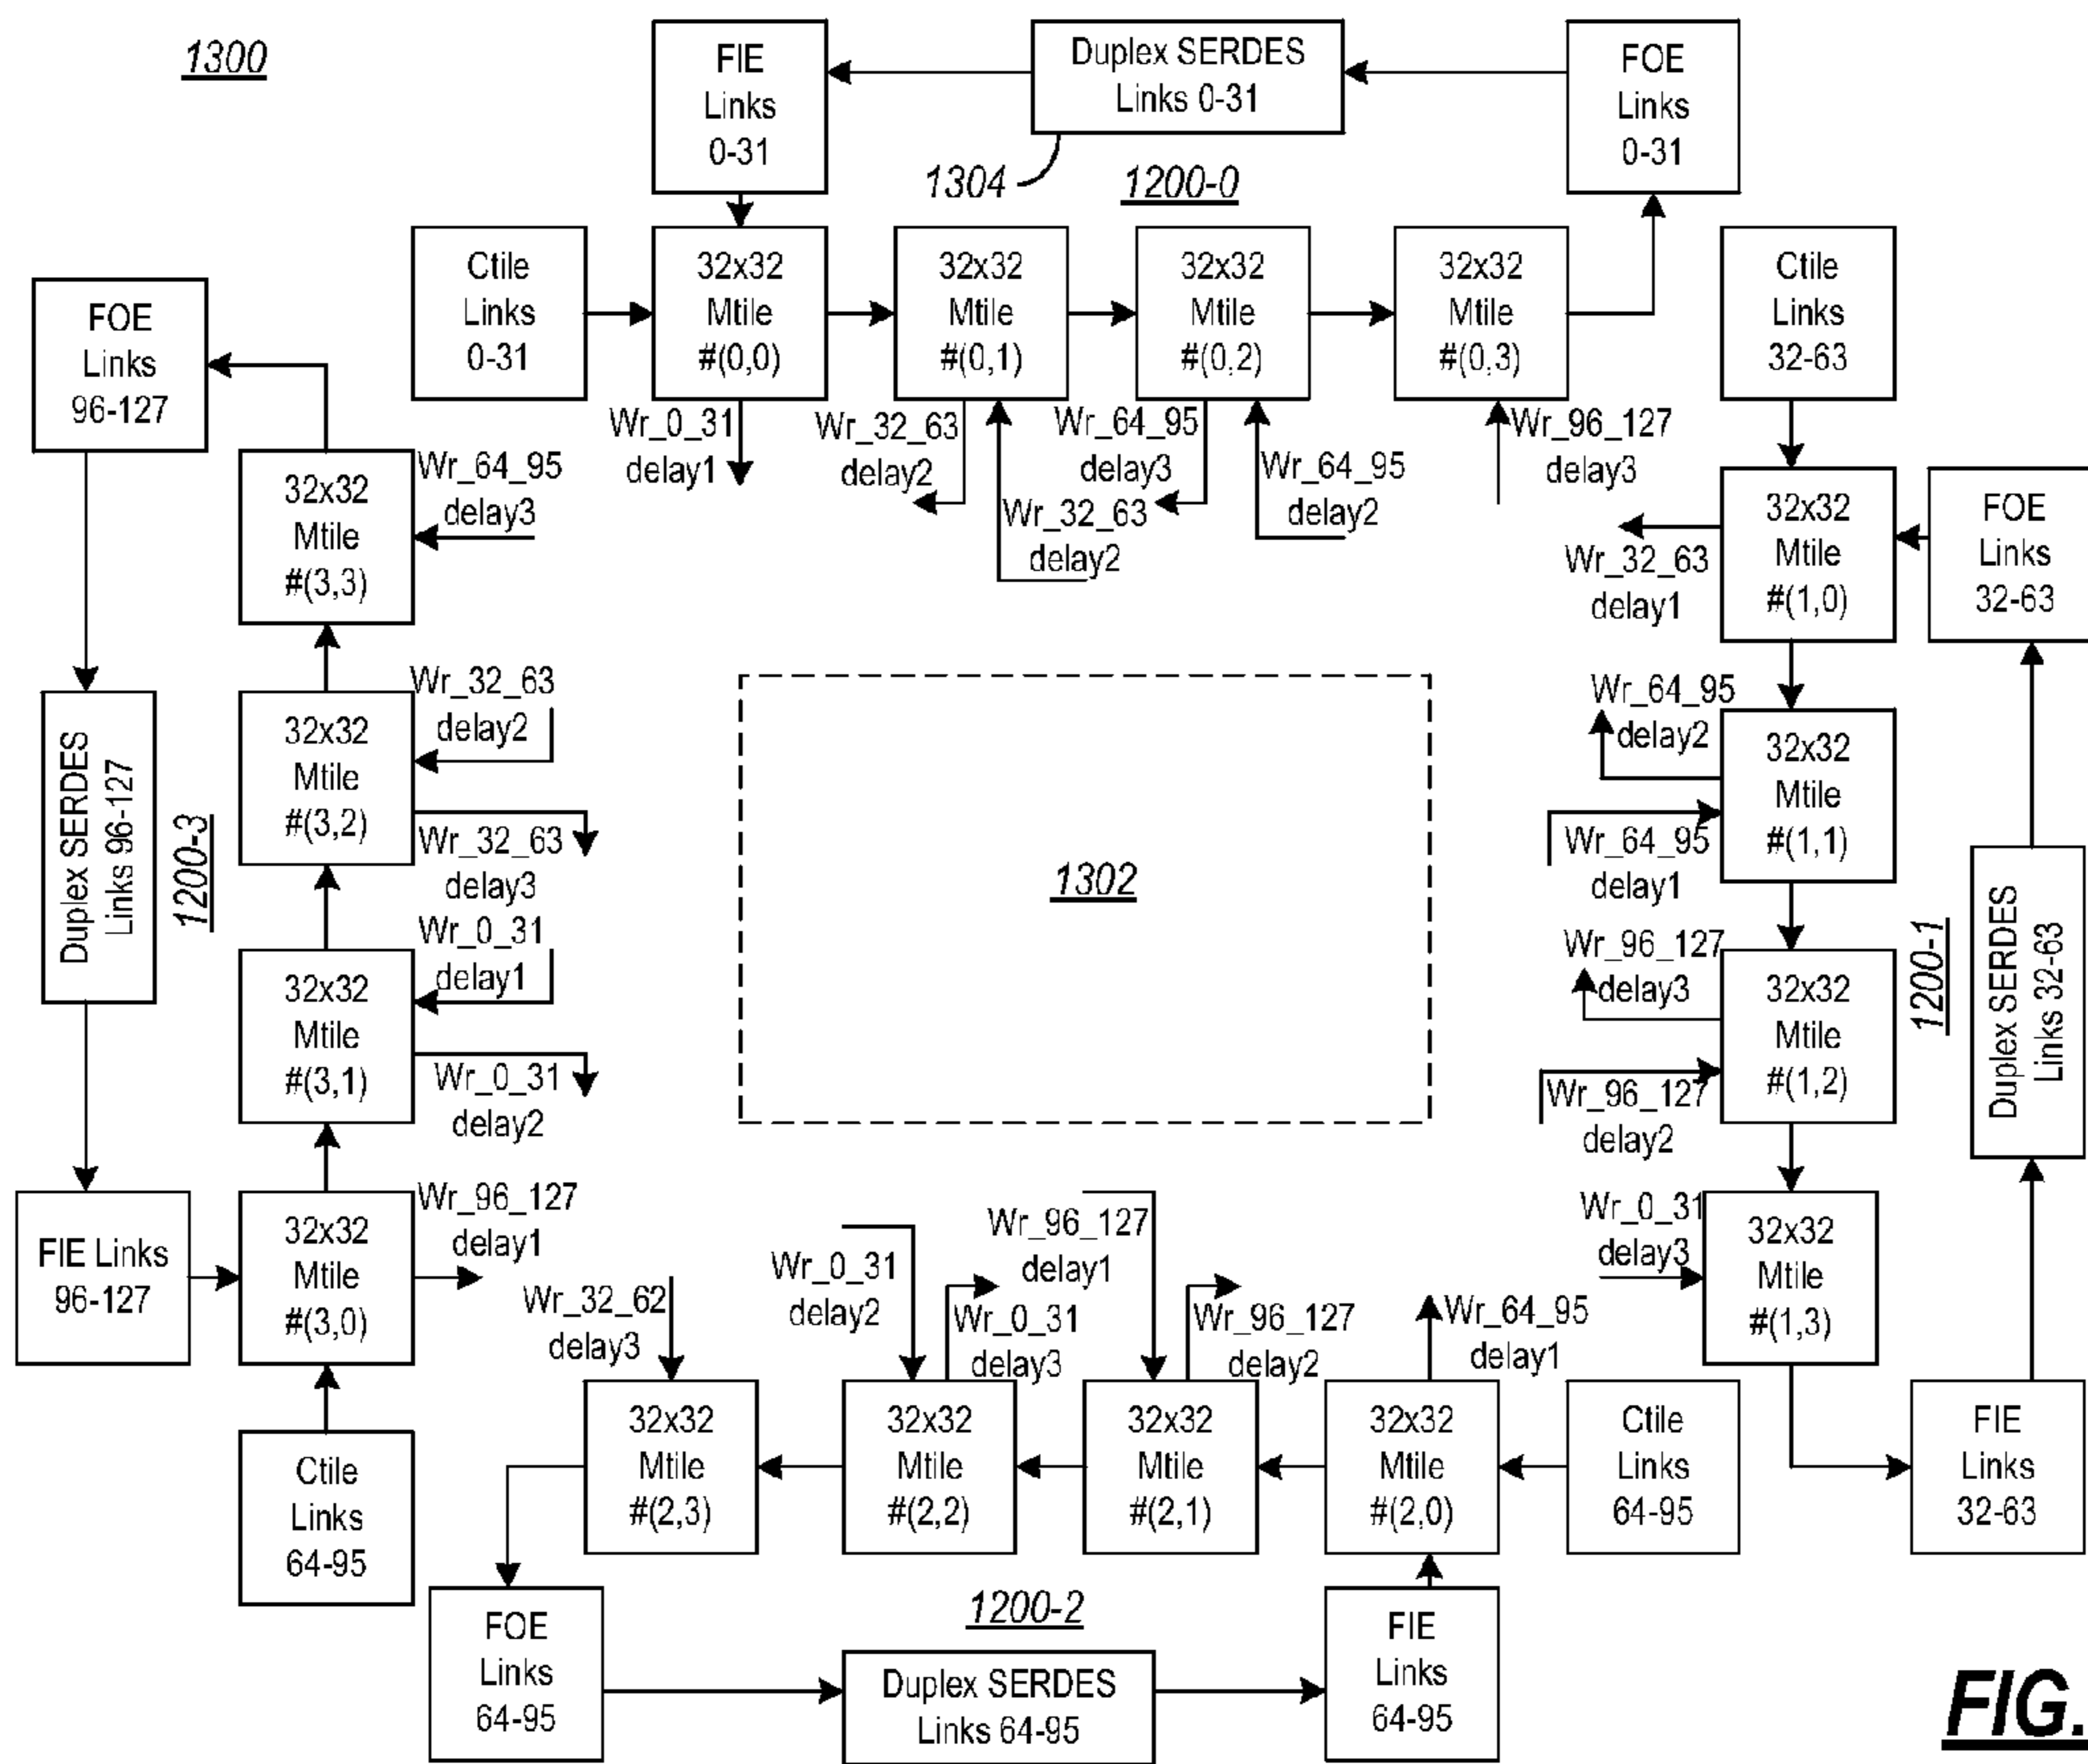 1300
FIE
Links
0-31
Duplex SERDES
Links 0-31
FOE
Links
0-31
1304
1200-0
Ctile
Links
0-31
32x32
Mtile
#(0,0)
32x32
Mtile
#(0,1)
32x32
Mtile
#(0,2)
32x32
Mtile
#(0,3)
Ctile
Links
32-63
Wr_0_31
delay1
Wr_32_63
delay2
Wr_32_63
delay2
Wr_64_95
delay3
Wr_64_95
delay2
Wr_96_127
delay3
FOE
Links
96-127
32x32
Mtile
#(3,3)
Wr_64_95
delay3
32x32
Mtile
#(1,0)
Wr_32_63
delay1
FOE
Links
32-63
Duplex SERDES
Links 96-127
1200-3
32x32
Mtile
#(3,2)
Wr_32_63
delay2
Wr_32_63
delay3
1302
Wr_64_95
delay2
Wr_64_95
delay1
32x32
Mtile
#(1,1)
32x32
Mtile
#(3,1)
Wr_0_31
delay1
Wr_0_31
delay2
Wr_96_127
delay3
Wr_96_127
delay2
32x32
Mtile
#(1,2)
1200-1
Duplex SERDES
Links 32-63
FIE Links
96-127
32x32
Mtile
#(3,0)
Wr_96_127
delay1
Wr_0_31
delay3
32x32
Mtile
#(1,3)
Wr_32_62
delay3
Wr_0_31
delay2
Wr_0_31
delay3
Wr_96_127
delay1
Wr_96_127
delay2
Wr_64_95
delay1
Ctile
Links
64-95
32x32
Mtile
#(2,3)
32x32
Mtile
#(2,2)
32x32
Mtile
#(2,1)
32x32
Mtile
#(2,0)
Ctile
Links
64-95
FIE
Links
32-63
FOE
Links
64-95
1200-2
Duplex SERDES
Links 64-95
FIE
Links
64-95
FIG.